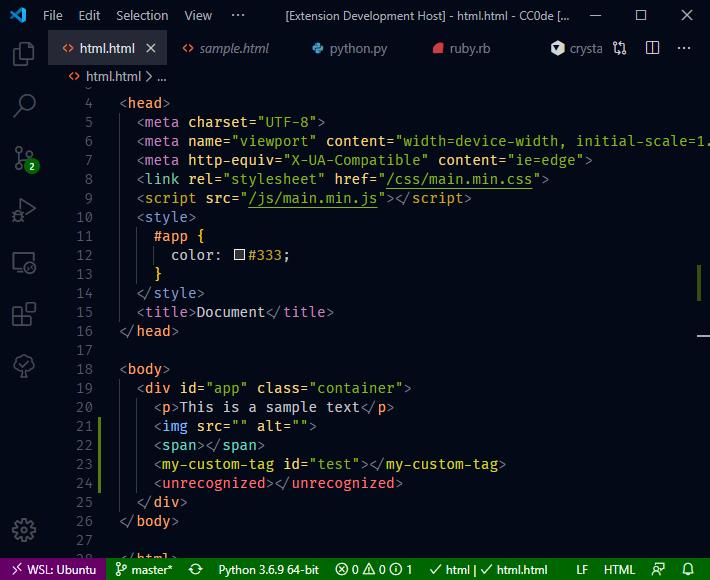 File Edit Selection View ··· [Extension Development Host] - html.html - CC0de [...
html.html sample.html python.py ruby.rb crysta
html.html > ...
4 <head>
5 <meta charset="UTF-8">
6 <meta name="viewport" content="width=device-width, initial-scale=1.
7 <meta http-equiv="X-UA-Compatible" content="ie=edge">
8 <link rel="stylesheet" href="/css/main.min.css">
9 <script src="/js/main.min.js"></script>
10 <style>
11 #app {
12 color: #333;
13 }
14 </style>
15 <title>Document</title>
16 </head>
17
18 <body>
19 <div id="app" class="container">
20 <p>This is a sample text</p>
21 <img src="" alt="">
22 <span></span>
23 <my-custom-tag id="test"></my-custom-tag>
24 <unrecognized></unrecognized>
25 </div>
26 </body>
27
28 </html>
2
WSL: Ubuntu master* Python 3.6.9 64-bit 0 0 1 html | html.html LF HTML